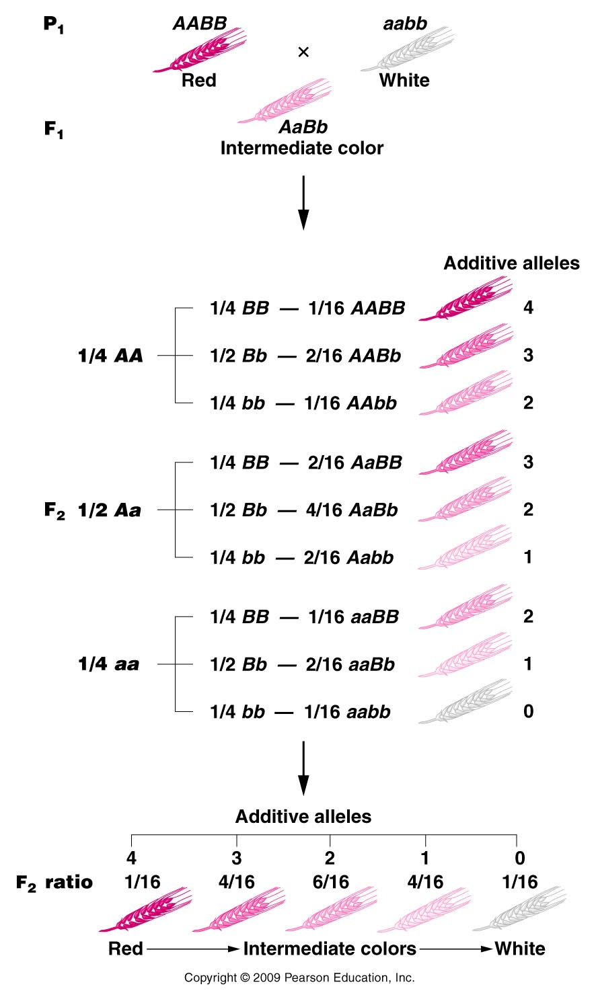 P1 AABB aabb
×
Red White
F1 AaBb
Intermediate color
Additive alleles
1/4 BB — 1/16 AABB 4
1/4 AA 1/2 Bb — 2/16 AABb 3
1/4 bb — 1/16 AAbb 2
1/4 BB — 2/16 AaBB 3
F2 1/2 Aa 1/2 Bb — 4/16 AaBb 2
1/4 bb — 2/16 Aabb 1
1/4 BB — 1/16 aaBB 2
1/4 aa 1/2 Bb — 2/16 aaBb 1
1/4 bb — 1/16 aabb 0
Additive alleles
4 3 2 1 0
F2 ratio 1/16 4/16 6/16 4/16 1/16
Red Intermediate colors White
Copyright © 2009 Pearson Education, Inc.